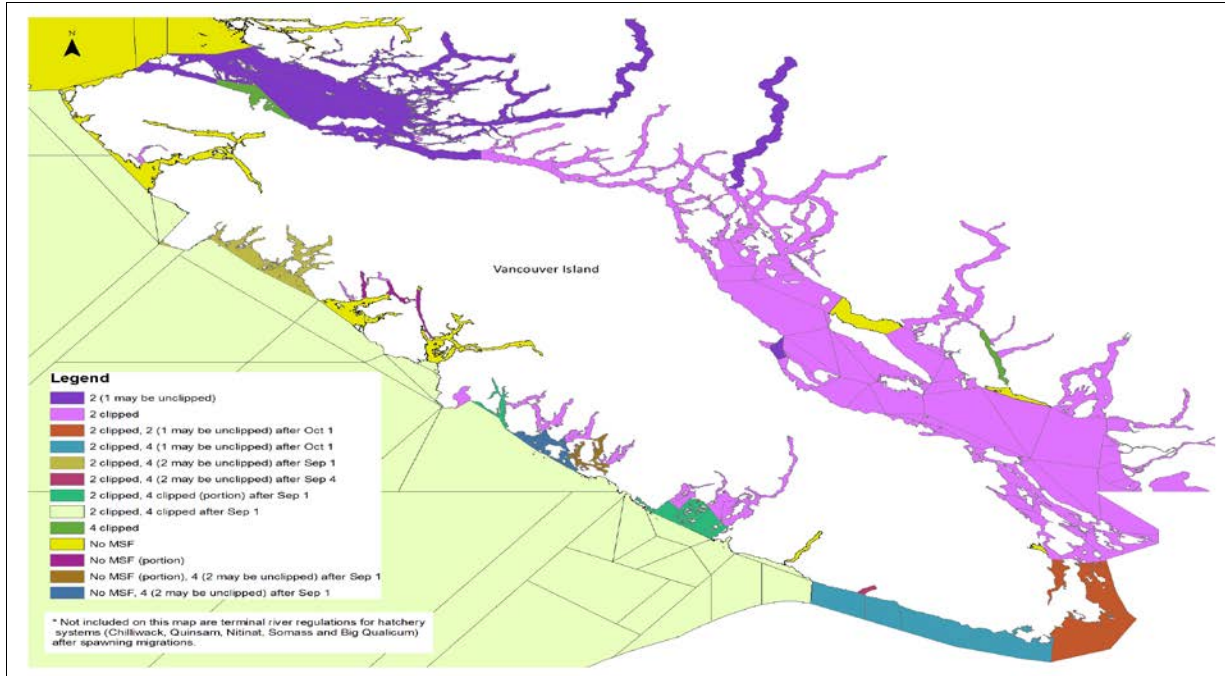 N
Vancouver Island
Legend
2 (1 may be unclipped)
2 clipped
2 clipped, 2 (1 may be unclipped) after Oct 1
2 clipped, 4 (1 may be unclipped) after Oct 1
2 clipped, 4 (2 may be unclipped) after Sep 1
2 clipped, 4 (2 may be unclipped) after Sep 4
2 clipped, 4 clipped (portion) after Sep 1
2 clipped, 4 clipped after Sep 1
4 clipped
No MSF
No MSF (portion)
No MSF (portion), 4 (2 may be unclipped) after Sep 1
No MSF, 4 (2 may be unclipped) after Sep 1
* Not included on this map are terminal river regulations for hatchery
systems (Chilliwack, Quinsam, Nitinat, Somass and Big Qualicum)
after spawning migrations.